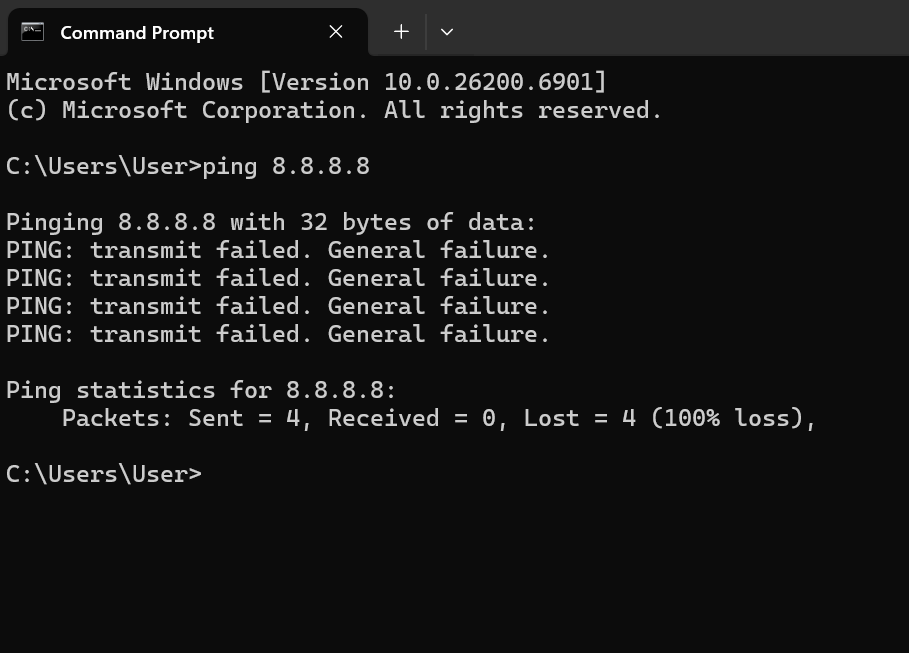 Command Prompt
Microsoft Windows [Version 10.0.26200.6901]
(c) Microsoft Corporation. All rights reserved.
C:\Users\User>ping 8.8.8.8
Pinging 8.8.8.8 with 32 bytes of data:
PING: transmit failed. General failure.
PING: transmit failed. General failure.
PING: transmit failed. General failure.
PING: transmit failed. General failure.
Ping statistics for 8.8.8.8:
    Packets: Sent = 4, Received = 0, Lost = 4 (100% loss),
C:\Users\User>